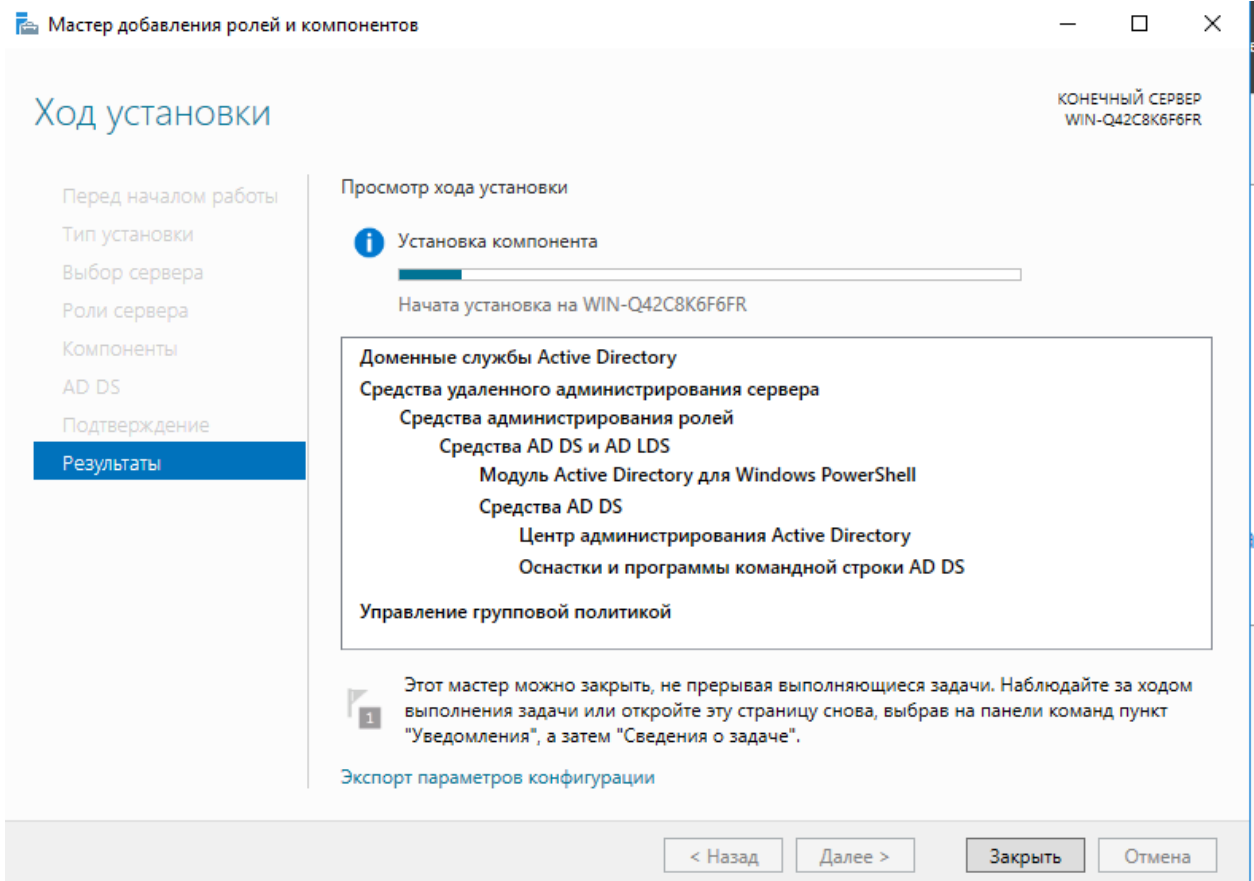 Мастер добавления ролей и компонентов
Ход установки
КОНЕЧНЫЙ СЕРВЕР
WIN-Q42C8K6F6FR
Перед началом работы
Тип установки
Выбор сервера
Роли сервера
Компоненты
AD DS
Подтверждение
Результаты
Просмотр хода установки
Установка компонента
Начата установка на WIN-Q42C8K6F6FR
Доменные службы Active Directory
Средства удаленного администрирования сервера
Средства администрирования ролей
Средства AD DS и AD LDS
Модуль Active Directory для Windows PowerShell
Средства AD DS
Центр администрирования Active Directory
Оснастки и программы командной строки AD DS
Управление групповой политикой
1
Этот мастер можно закрыть, не прерывая выполняющиеся задачи. Наблюдайте за ходом
выполнения задачи или откройте эту страницу снова, выбрав на панели команд пункт
"Уведомления", а затем "Сведения о задаче".
Экспорт параметров конфигурации
< Назад
Далее >
Закрыть
Отмена